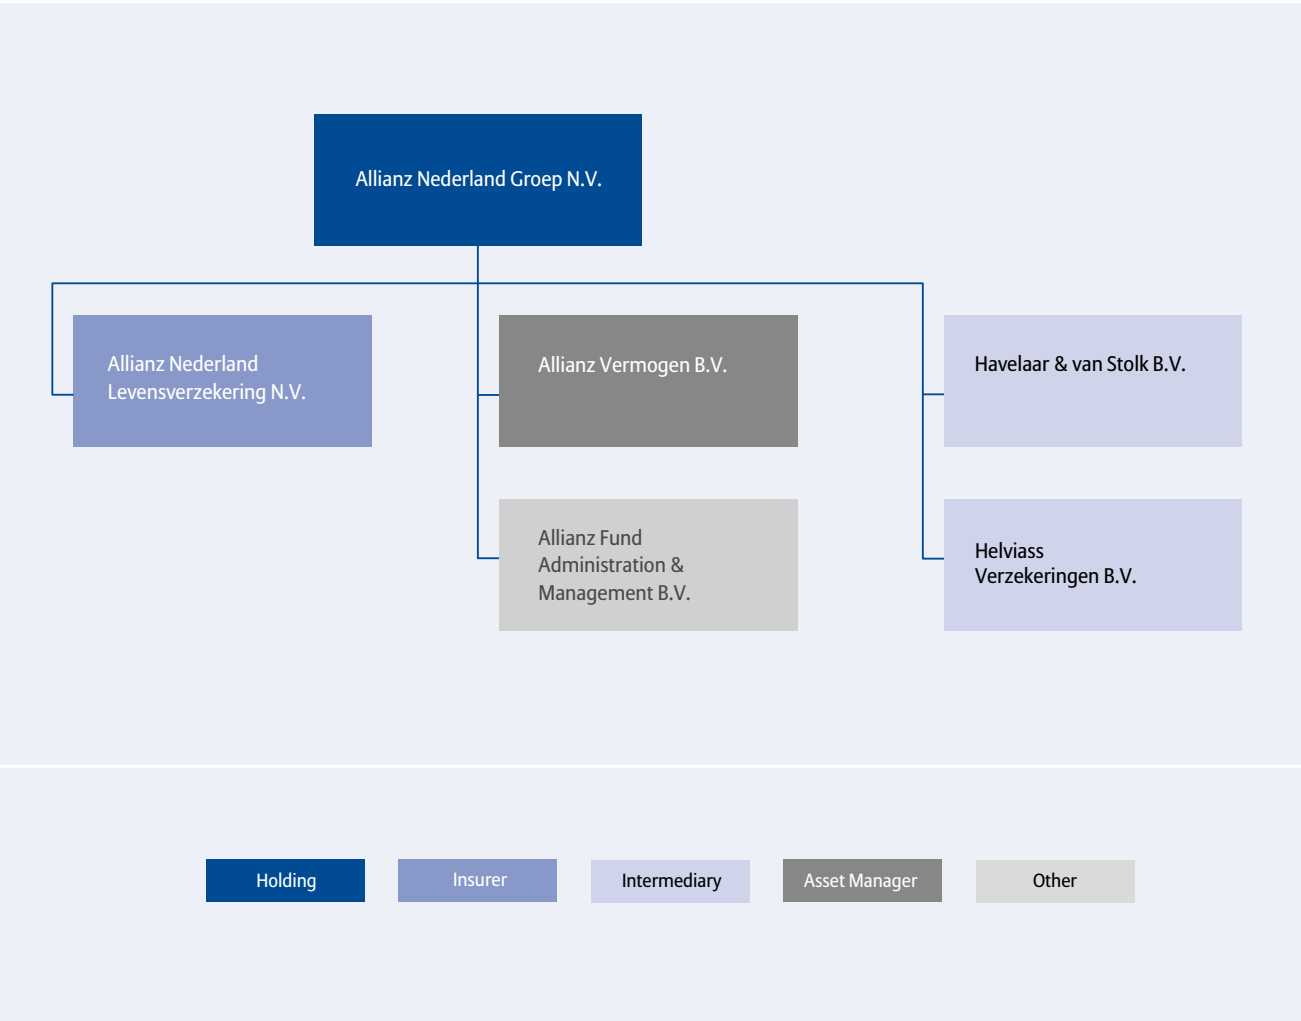 Allianz Nederland Groep N.V.
Allianz Nederland
Levensverzekering N.V.
Allianz Vermogen B.V.
Havelaar & van Stolk B.V.
Allianz Fund
Administration &
Management B.V.
Helviass
Verzekeringen B.V.
Holding
Insurer
Intermediary
Asset Manager
Other